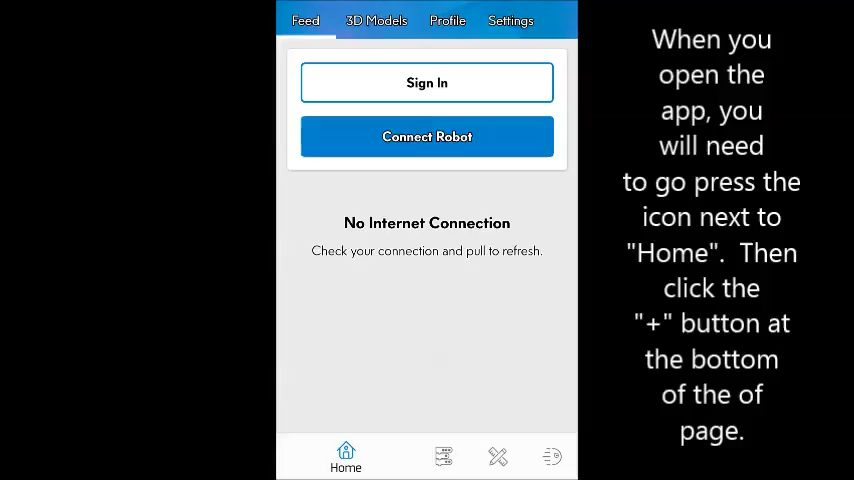 Feed 3D Models Profile Settings
Sign In
Connect Robot
No Internet Connection
Check your connection and pull to refresh.
Home
When you
open the
app, you
will need
to go press the
icon next to
"Home".  Then
click the
"+" button at
the bottom
of the of
page.